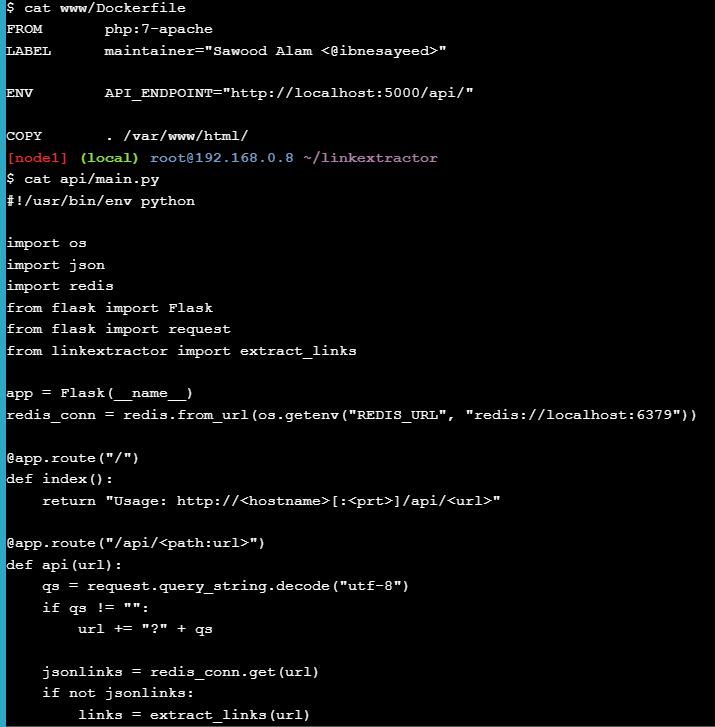 $ cat www/Dockerfile
FROM       php:7-apache
LABEL      maintainer="Sawood Alam <@ibnesayeed>"
ENV        API_ENDPOINT="http://localhost:5000/api/"
COPY       . /var/www/html/
[node1] (local) root@192.168.0.8 ~/linkextractor
$ cat api/main.py
#!/usr/bin/env python
import os
import json
import redis
from flask import Flask
from flask import request
from linkextractor import extract_links
app = Flask(__name__)
redis_conn = redis.from_url(os.getenv("REDIS_URL", "redis://localhost:6379"))
@app.route("/")
def index():
    return "Usage: http://<hostname>[:<prt>]/api/<url>"
@app.route("/api/<path:url>")
def api(url):
    qs = request.query_string.decode("utf-8")
    if qs != "":
        url += "?" + qs
    jsonlinks = redis_conn.get(url)
    if not jsonlinks:
        links = extract_links(url)